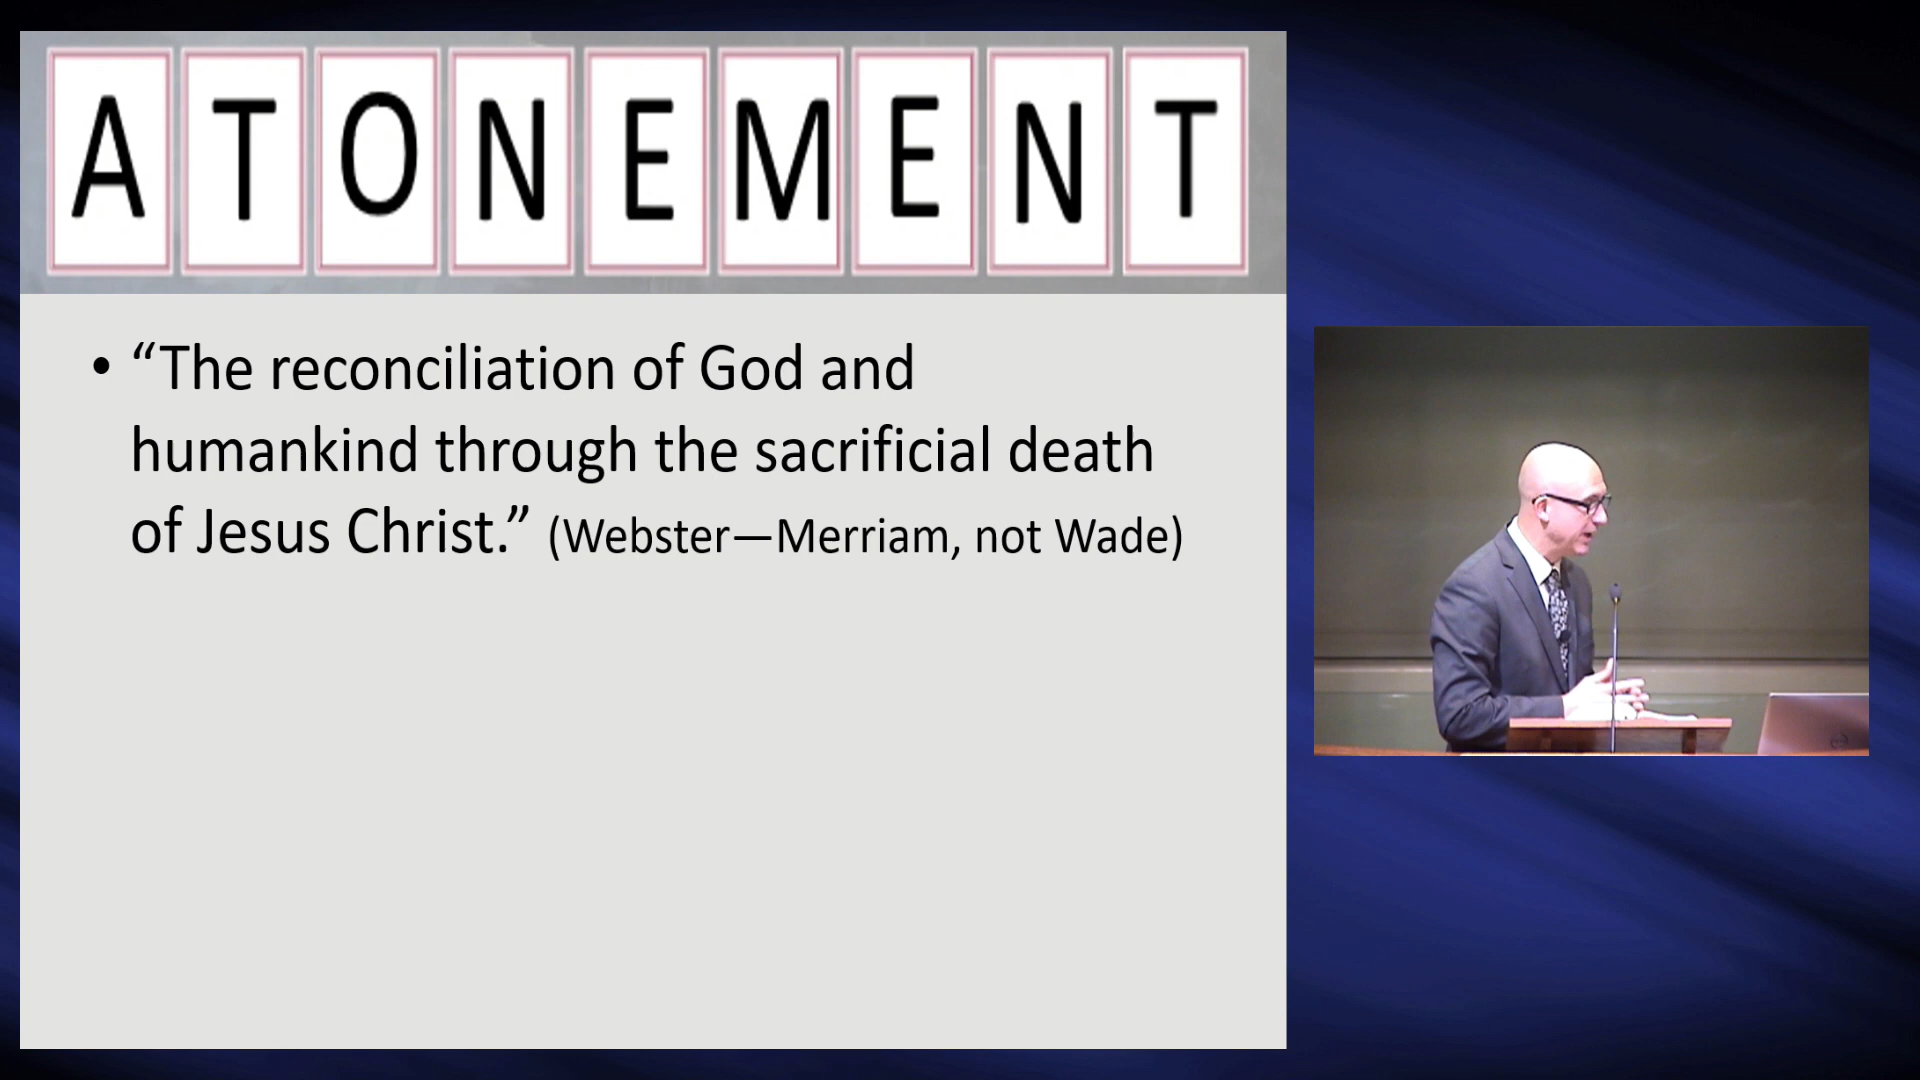 ATONEMENT
• “The reconciliation of God and
humankind through the sacrificial death
of Jesus Christ.” (Webster—Merriam, not Wade)